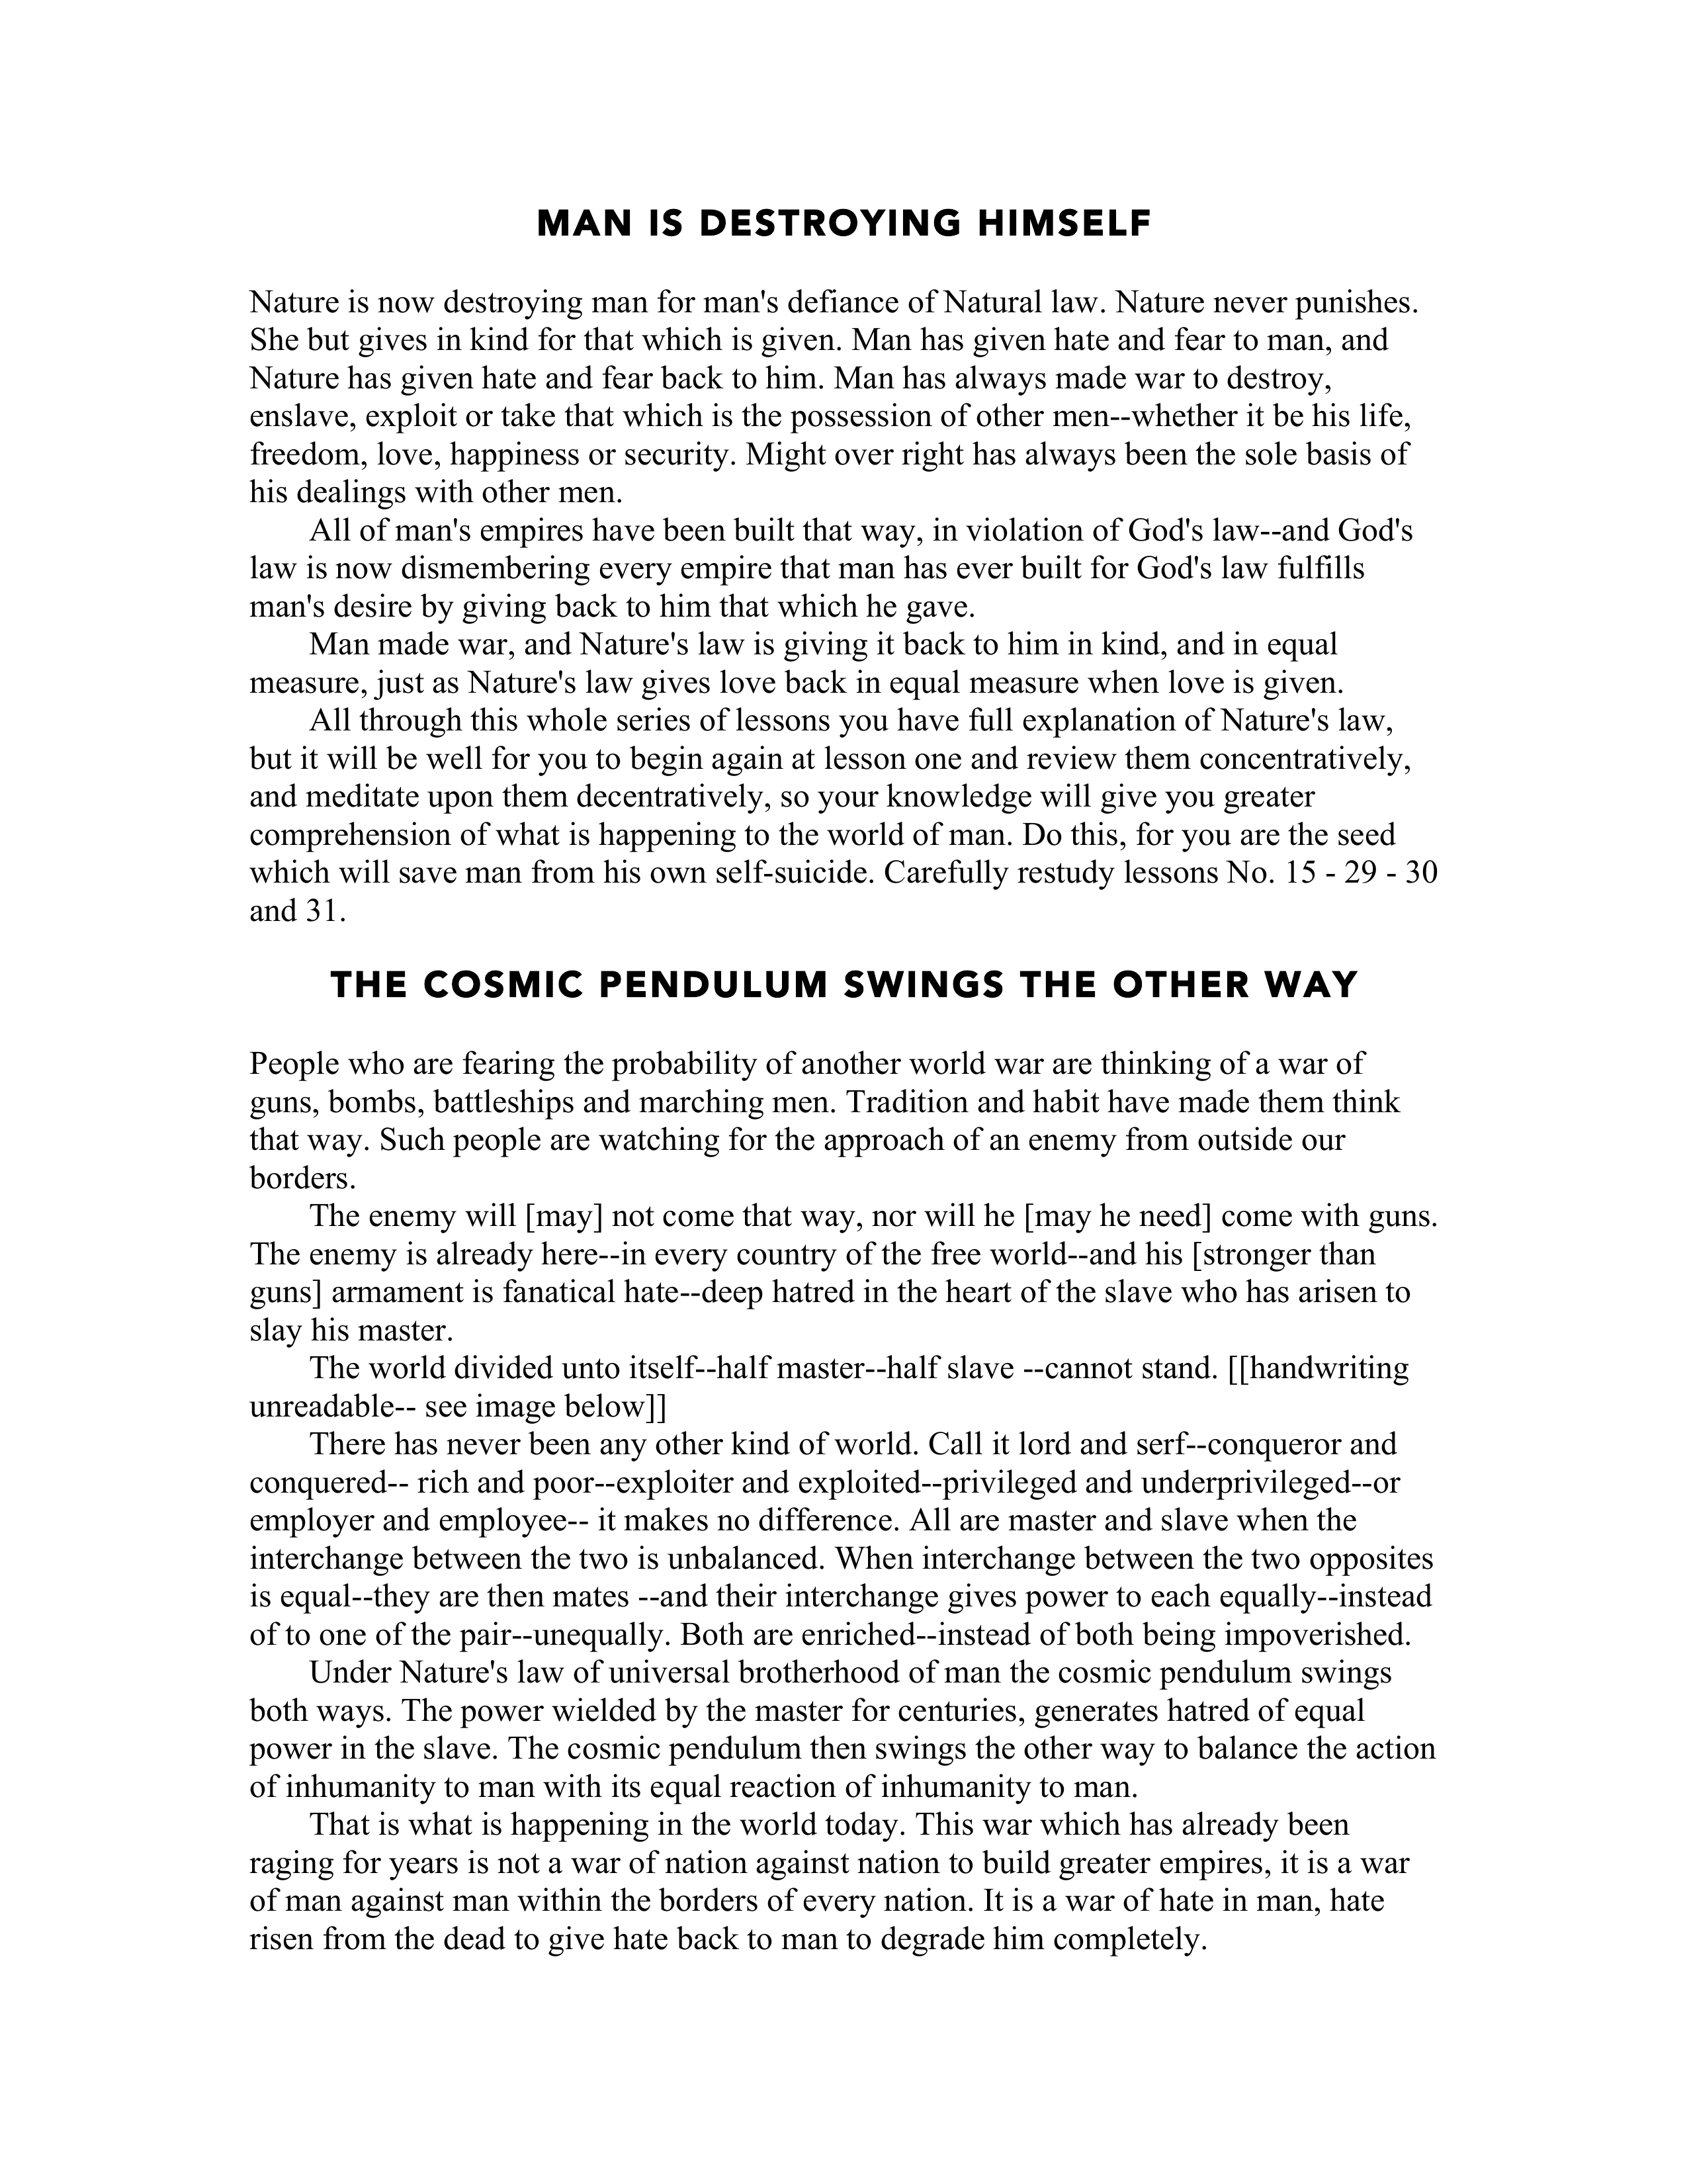 MAN IS DESTROYING HIMSELF
Nature is now destroying man for man's defiance of Natural law. Nature never punishes.
She but gives in kind for that which is given. Man has given hate and fear to man, and
Nature has given hate and fear back to him. Man has always made war to destroy,
enslave, exploit or take that which is the possession of other men--whether it be his life,
freedom, love, happiness or security. Might over right has always been the sole basis of
his dealings with other men.
All of man's empires have been built that way, in violation of God's law--and God's
law is now dismembering every empire that man has ever built for God's law fulfills
man's desire by giving back to him that which he gave.
Man made war, and Nature's law is giving it back to him in kind, and in equal
measure, just as Nature's law gives love back in equal measure when love is given.
All through this whole series of lessons you have full explanation of Nature's law,
but it will be well for you to begin again at lesson one and review them concentratively,
and meditate upon them decentratively, so your knowledge will give you greater
comprehension of what is happening to the world of man. Do this, for you are the seed
which will save man from his own self-suicide. Carefully restudy lessons No. 15 - 29 - 30
and 31.
THE COSMIC PENDULUM SWINGS THE OTHER WAY
People who are fearing the probability of another world war are thinking of a war of
guns, bombs, battleships and marching men. Tradition and habit have made them think
that way. Such people are watching for the approach of an enemy from outside our
borders.
The enemy will [may] not come that way, nor will he [may he need] come with guns.
The enemy is already here--in every country of the free world--and his [stronger than
guns] armament is fanatical hate--deep hatred in the heart of the slave who has arisen to
slay his master.
The world divided unto itself--half master--half slave --cannot stand. [[handwriting
unreadable-- see image below]]
There has never been any other kind of world. Call it lord and serf--conqueror and
conquered-- rich and poor--exploiter and exploited--privileged and underprivileged--or
employer and employee-- it makes no difference. All are master and slave when the
interchange between the two is unbalanced. When interchange between the two opposites
is equal--they are then mates --and their interchange gives power to each equally--instead
of to one of the pair--unequally. Both are enriched--instead of both being impoverished.
Under Nature's law of universal brotherhood of man the cosmic pendulum swings
both ways. The power wielded by the master for centuries, generates hatred of equal
power in the slave. The cosmic pendulum then swings the other way to balance the action
of inhumanity to man with its equal reaction of inhumanity to man.
That is what is happening in the world today. This war which has already been
raging for years is not a war of nation against nation to build greater empires, it is a war
of man against man within the borders of every nation. It is a war of hate in man, hate
risen from the dead to give hate back to man to degrade him completely.